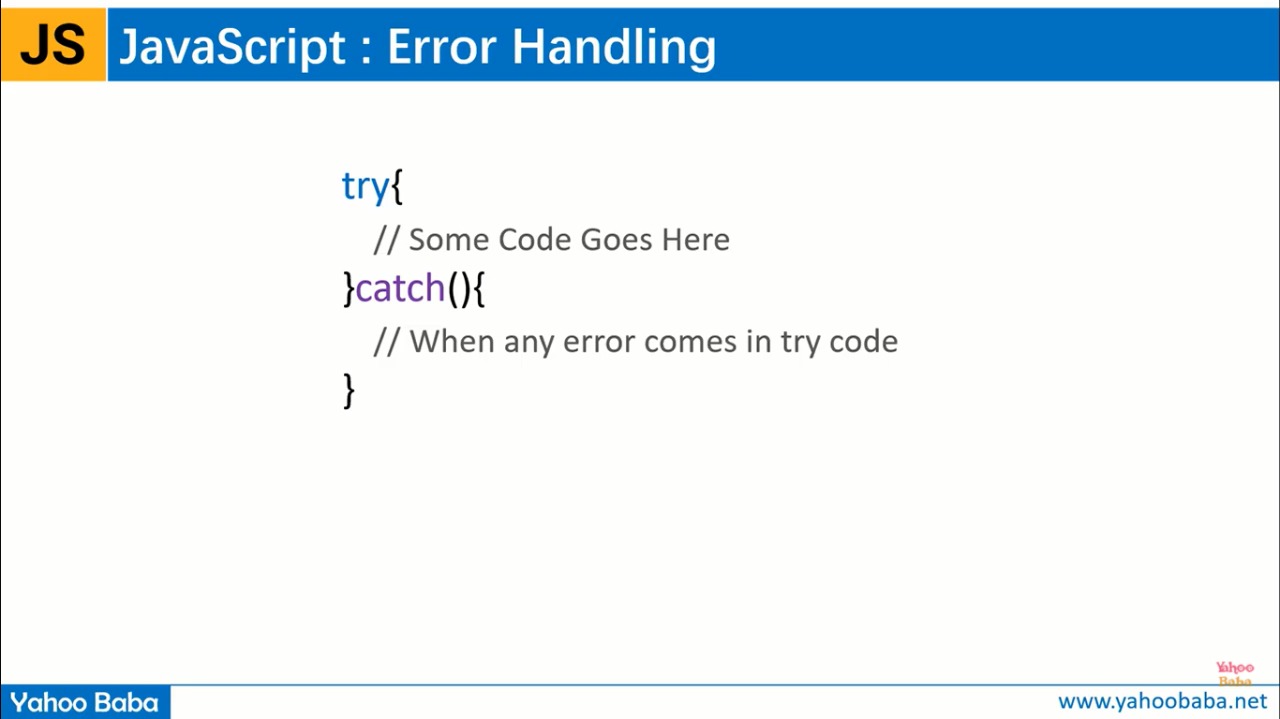 JS JavaScript : Error Handling
try{
// Some Code Goes Here
}catch(){
// When any error comes in try code
}
Yahoo
Baba
Yahoo Baba www.yahoobaba.net